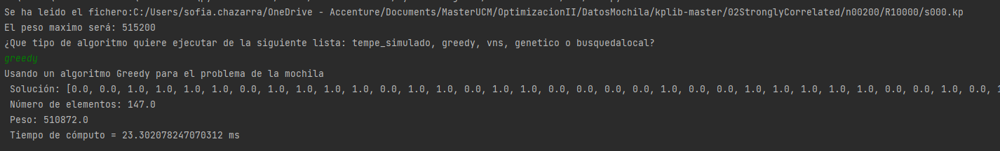 Se ha leido el fichero:C:/Users/sofia.chazarra/OneDrive - Accenture/Documents/MasterUCM/OptimizacionII/DatosMochila/kplib-master/02StronglyCorrelated/n00200/R10000/s000.kp
El peso maximo será: 515200
¿Que tipo de algoritmo quiere ejecutar de la siguiente lista: tempe_simulado, greedy, vns, genetico o busquedalocal?
greedy
Usando un algoritmo Greedy para el problema de la mochila
Solución: [0.0, 0.0, 1.0, 1.0, 1.0, 1.0, 0.0, 1.0, 1.0, 1.0, 1.0, 0.0, 1.0, 1.0, 0.0, 1.0, 1.0, 0.0, 0.0, 0.0, 0.0, 1.0, 0.0, 0.0, 1.0, 1.0, 1.0, 1.0, 1.0, 0.0, 0.0, 1.0, 0.0,
Número de elementos: 147.0
Peso: 510872.0
Tiempo de cómputo = 23.302078247070312 ms